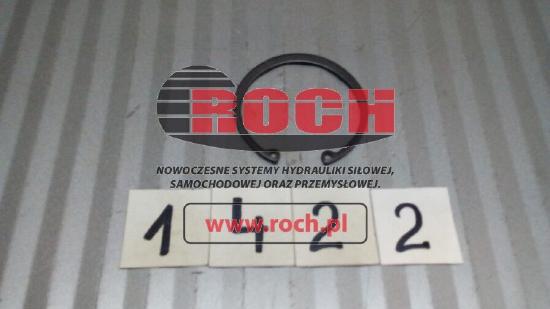 ROCH
NOWOCZESNE SYSTEMY HYDRAULIKI SIŁOWEJ,
SAMOCHODOWEJ ORAZ PRZEMYSŁOWEJ.
www.roch.pl
1 4 2 2